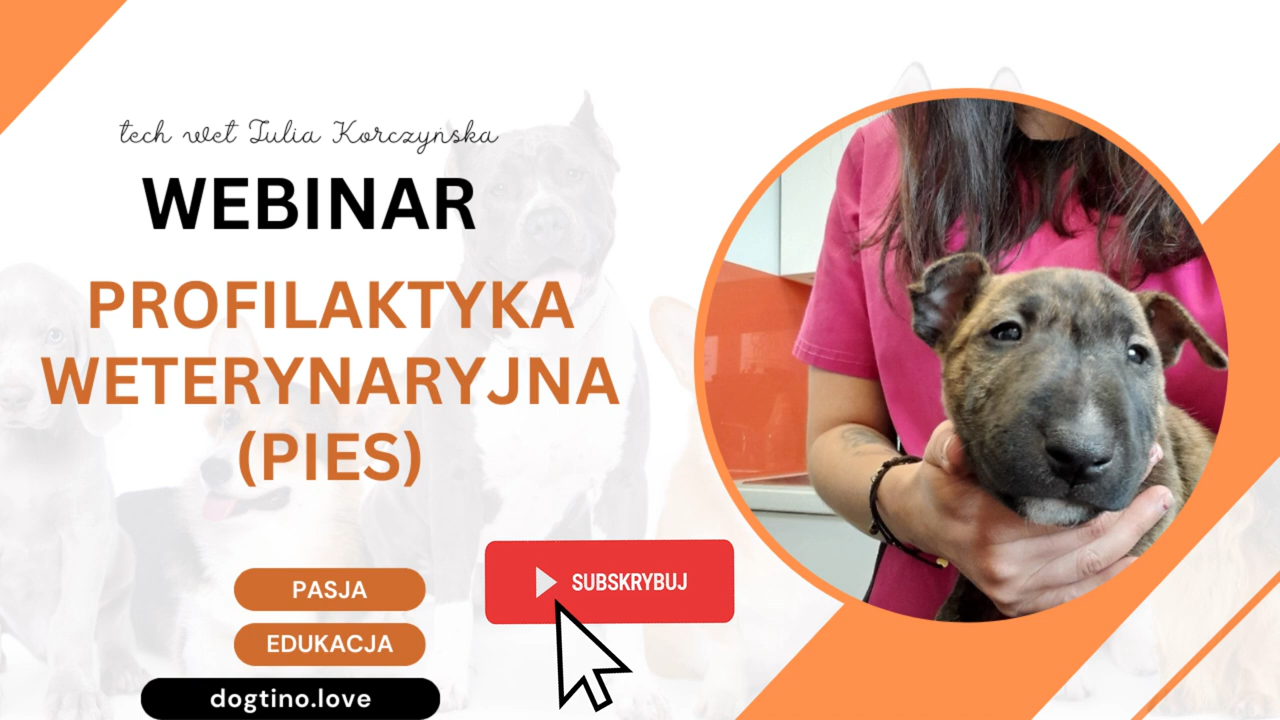 tech wet Julia Korczyńska
WEBINAR
PROFILAKTYKA
WETERYNARYJNA
(PIES)
SUBSKRYBUJ
PASJA
EDUKACJA
dogtino.love